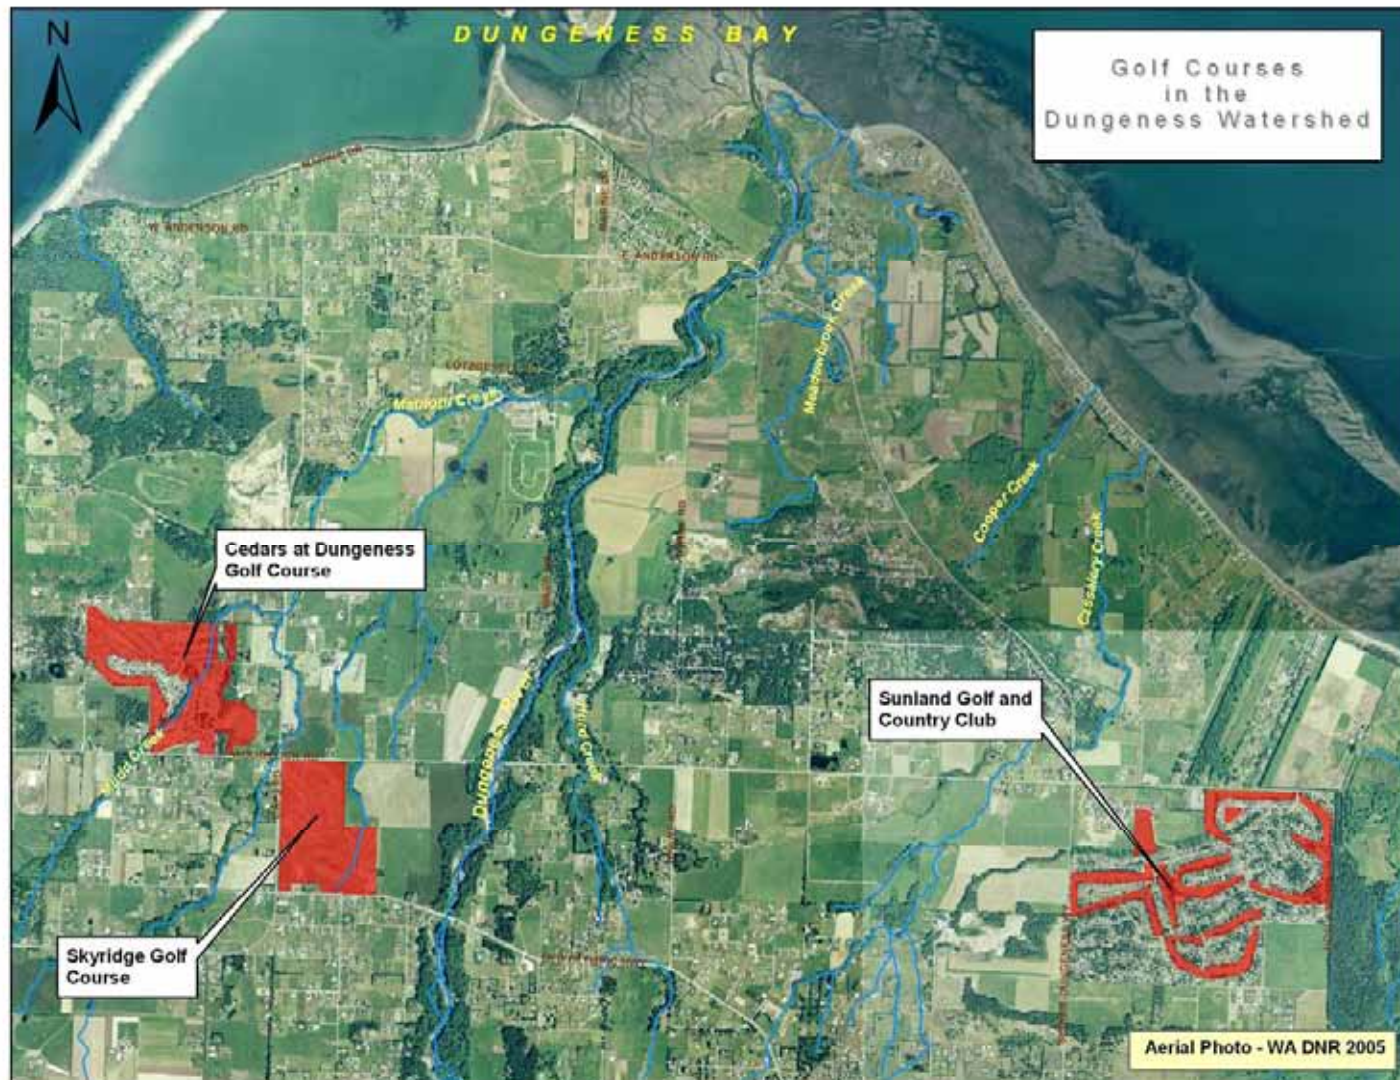 N
DUNGENESS BAY
Golf Courses
in the
Dungeness Watershed
W. ANDERSON RD
E. ANDERSON RD
Matriotti Creek
Meadowbrook Creek
Cooper Creek
Cassalery Creek
Cedars at Dungeness
Golf Course
Sunland Golf and
Country Club
Dungeness River
Creek
Skyridge Golf
Course
Aerial Photo - WA DNR 2005